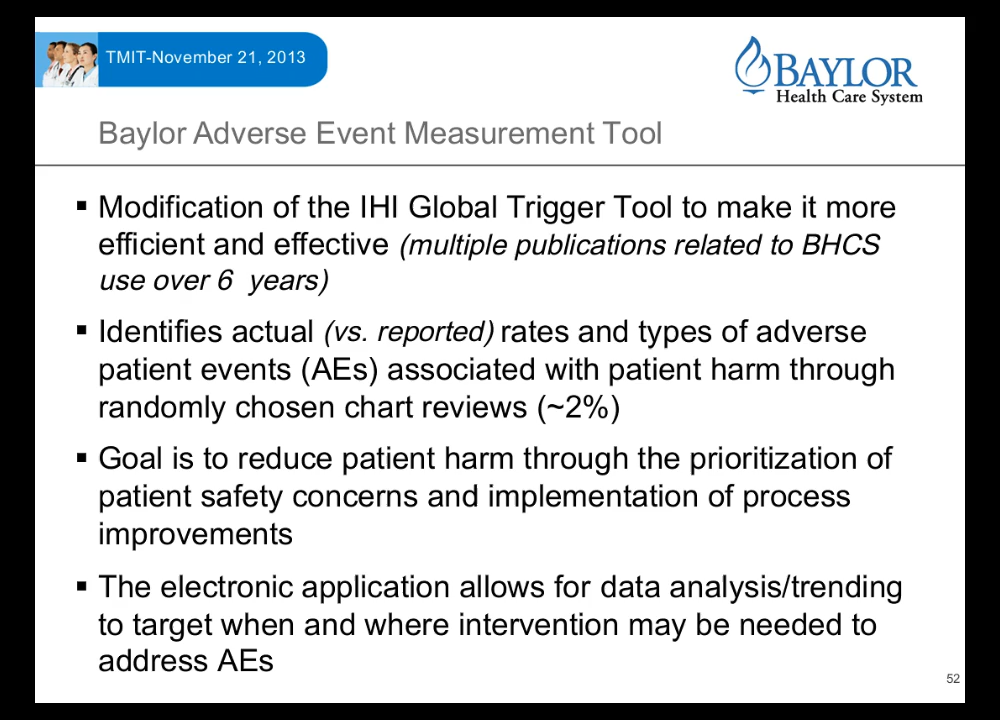 TMIT-November 21, 2013
BAYLOR
Health Care System
Baylor Adverse Event Measurement Tool
▪ Modification of the IHI Global Trigger Tool to make it more
efficient and effective (multiple publications related to BHCS
use over 6  years)
▪ Identifies actual (vs. reported) rates and types of adverse
patient events (AEs) associated with patient harm through
randomly chosen chart reviews (~2%)
▪ Goal is to reduce patient harm through the prioritization of
patient safety concerns and implementation of process
improvements
▪ The electronic application allows for data analysis/trending
to target when and where intervention may be needed to
address AEs
52